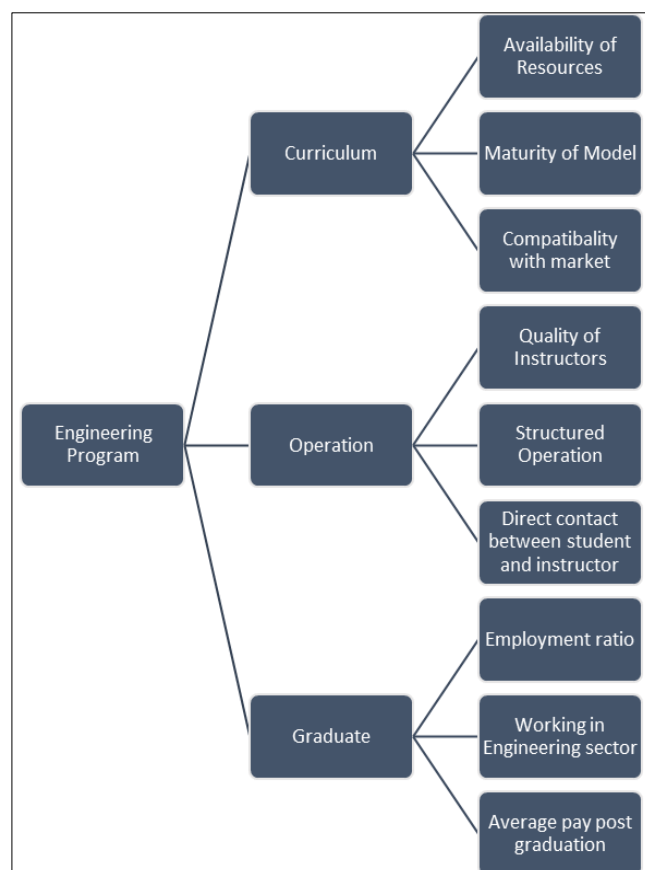 Availability of
Resources
Curriculum
Maturity of Model
Compatibality
with market
Quality of
Instructors
Engineering
Program
Operation
Structured
Operation
Direct contact
between student
and instructor
Employment ratio
Graduate
Working in
Engineering sector
Average pay post
graduation